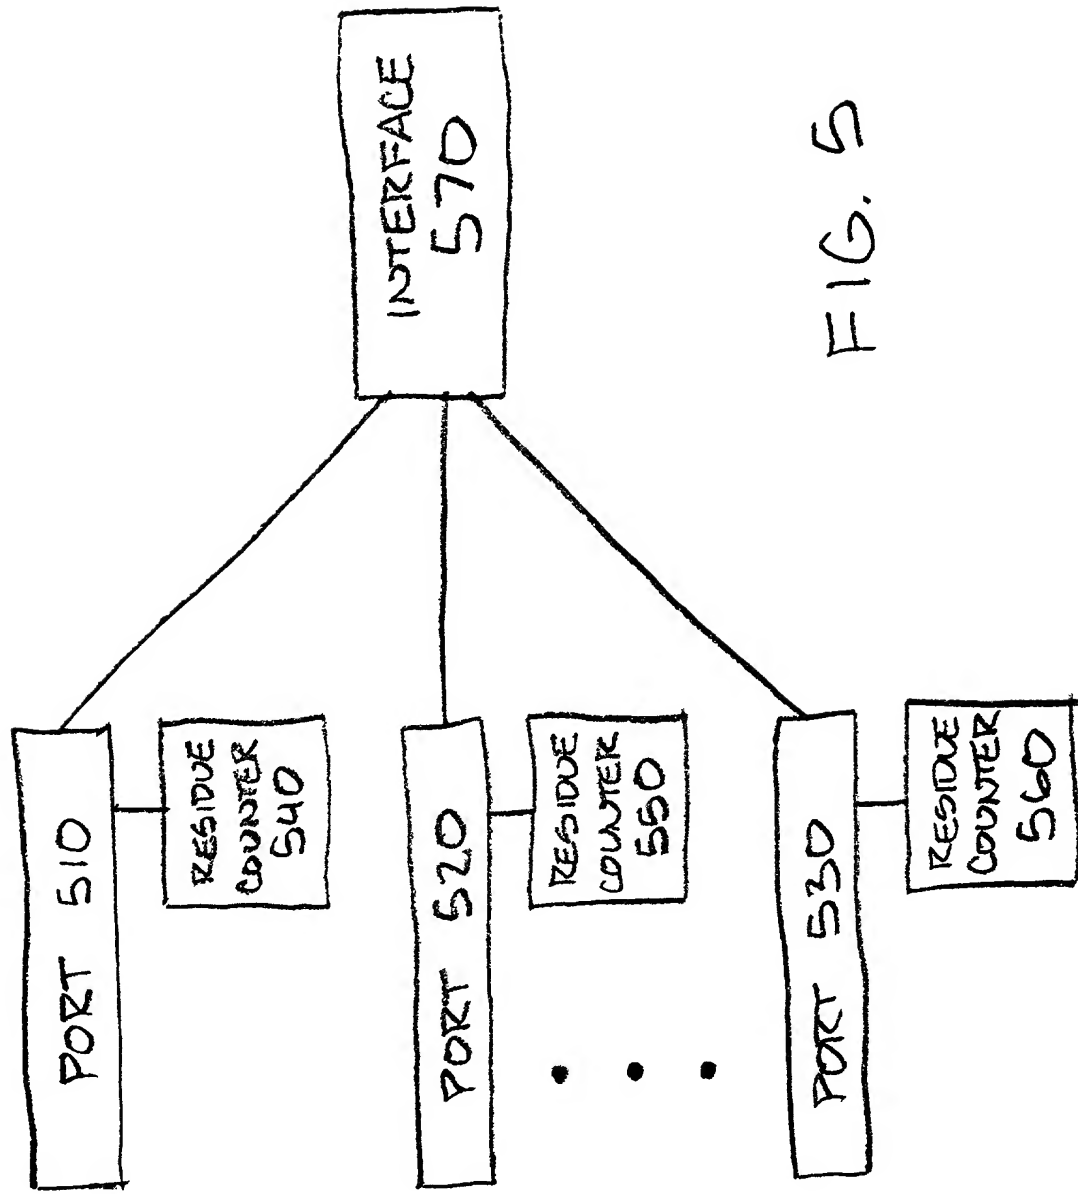 PORT 510
RESIDUE
COUNTER
540
PORT 520
RESIDUE
COUNTER
550
PORT 530
RESIDUE
COUNTER
560
INTERFACE
570
FIG. 5